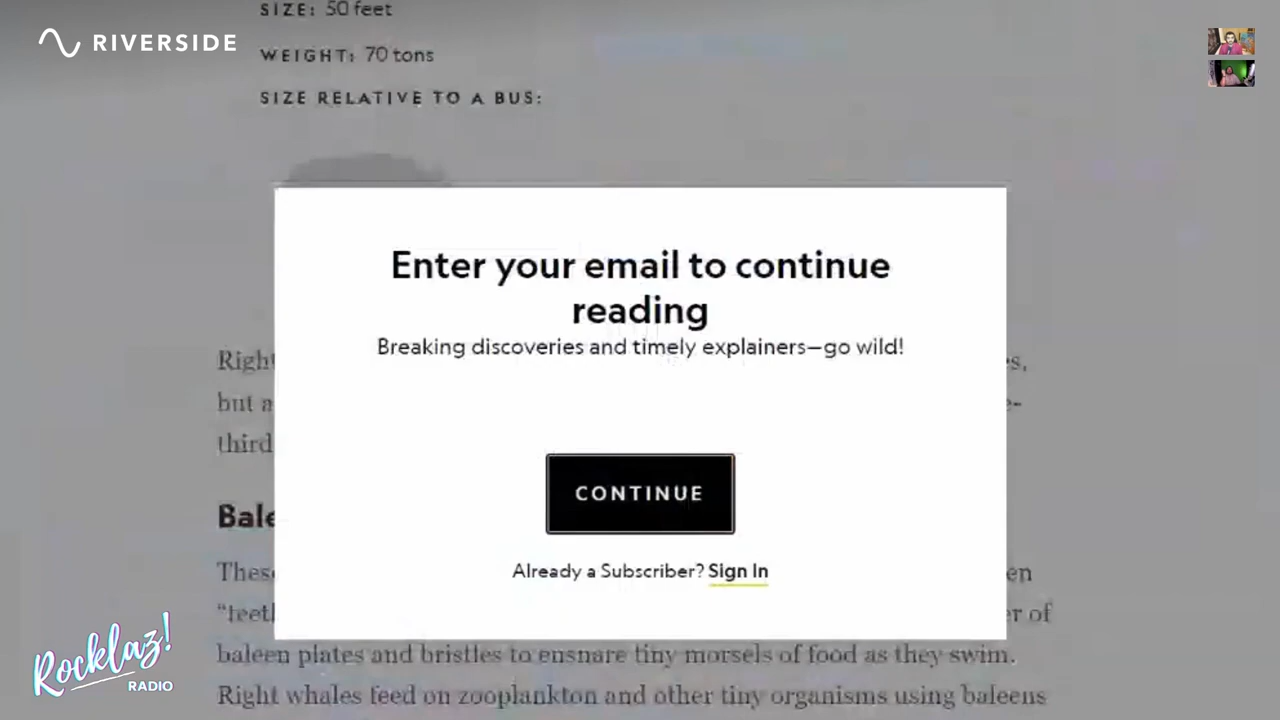 SIZE: 50 feet
RIVERSIDE
WEIGHT: 70 tons
SIZE RELATIVE TO A BUS:
Enter your email to continue
reading
Breaking discoveries and timely explainers—go wild!
CONTINUE
Already a Subscriber? Sign In
Right
but a
third
Bale
These
en
"teeth
er of
baleen plates and bristles to ensnare tiny morsels of food as they swim.
Right whales feed on zooplankton and other tiny organisms using baleens
Rocklaz!
RADIO